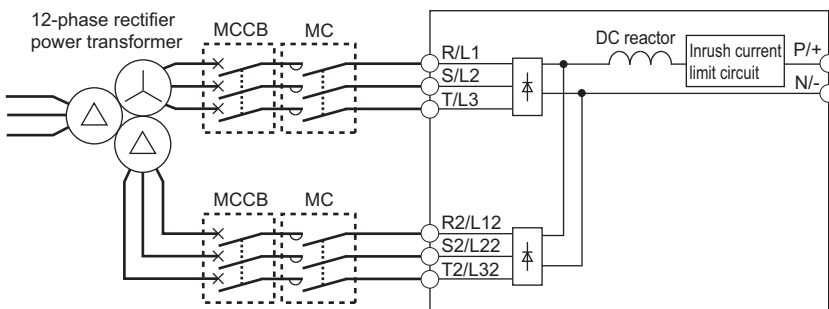 12-phase rectifier
power transformer
MCCB
MC
R/L1
S/L2
T/L3
DC reactor
Inrush current
limit circuit
P/+
N/-
MCCB
MC
R2/L12
S2/L22
T2/L32